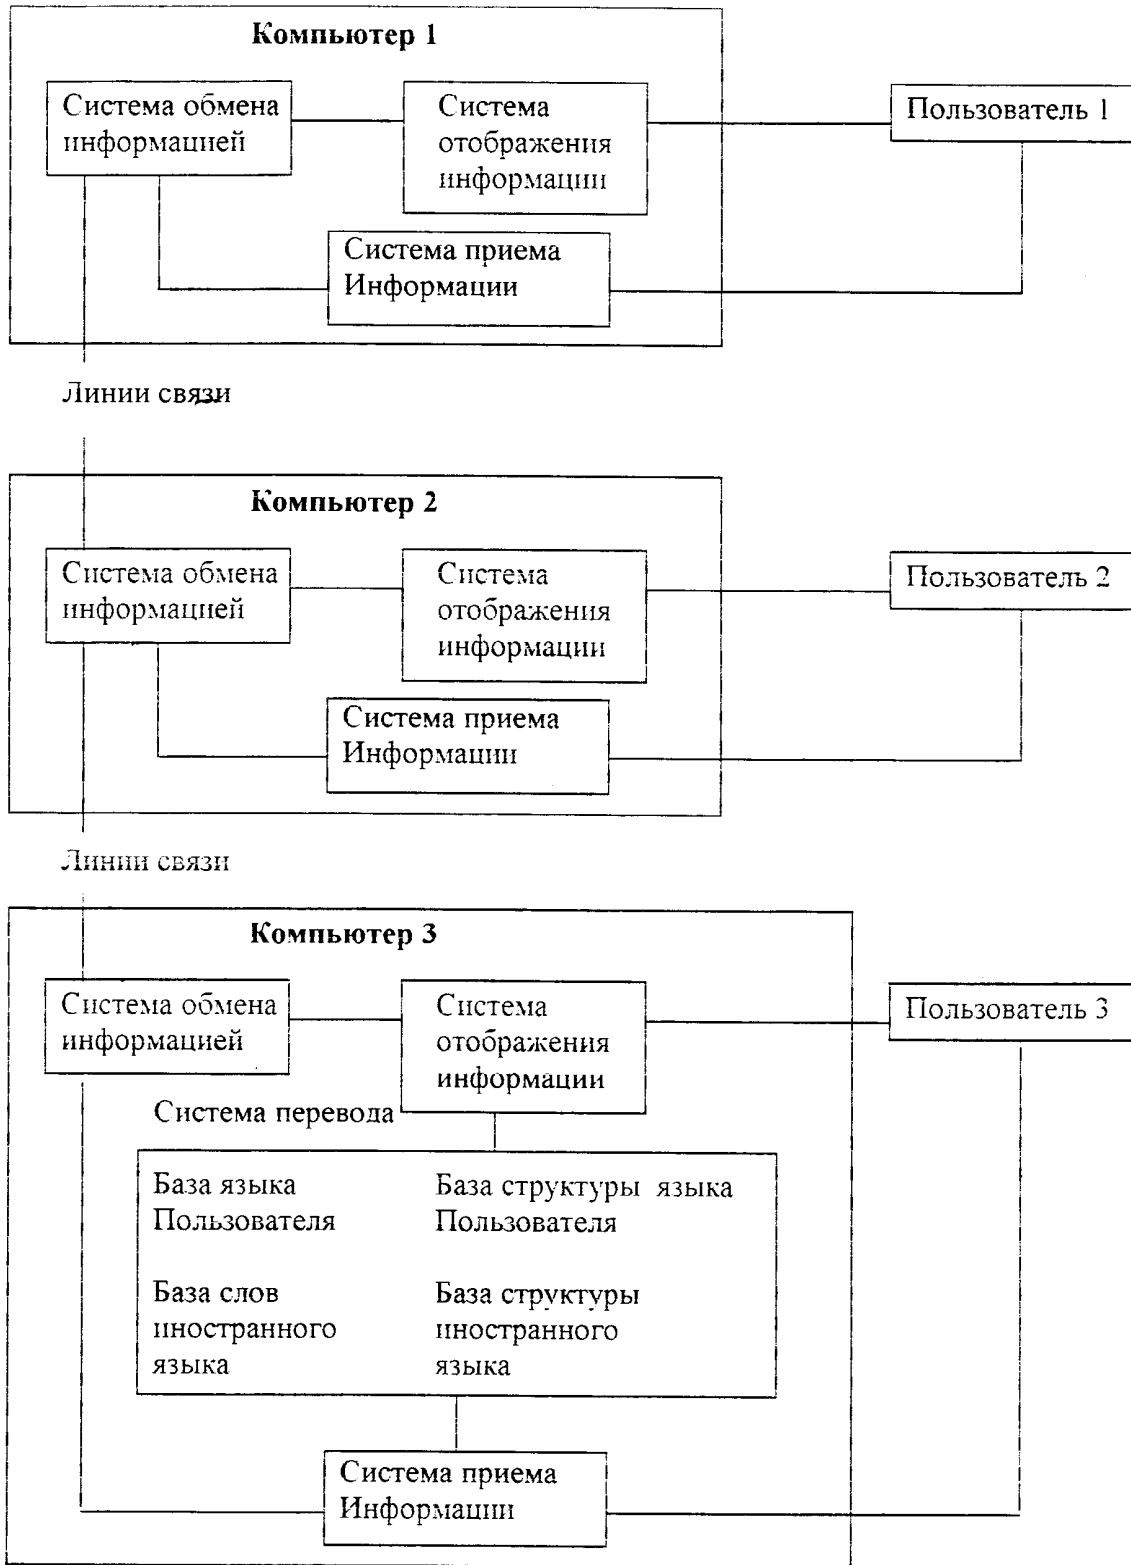 Компьютер 1
Система обмена
информацией
Система
отображения
информации
Пользователь 1
Система приема
Информации
Линии связи
Компьютер 2
Система обмена
информацией
Система
отображения
информации
Пользователь 2
Система приема
Информации
Линии связи
Компьютер 3
Система обмена
информацией
Система
отображения
информации
Пользователь 3
Система перевода
База языка
Пользователя
База структуры языка
Пользователя
База слов
иностранного
языка
База структуры
иностранного
языка
Система приема
Информации